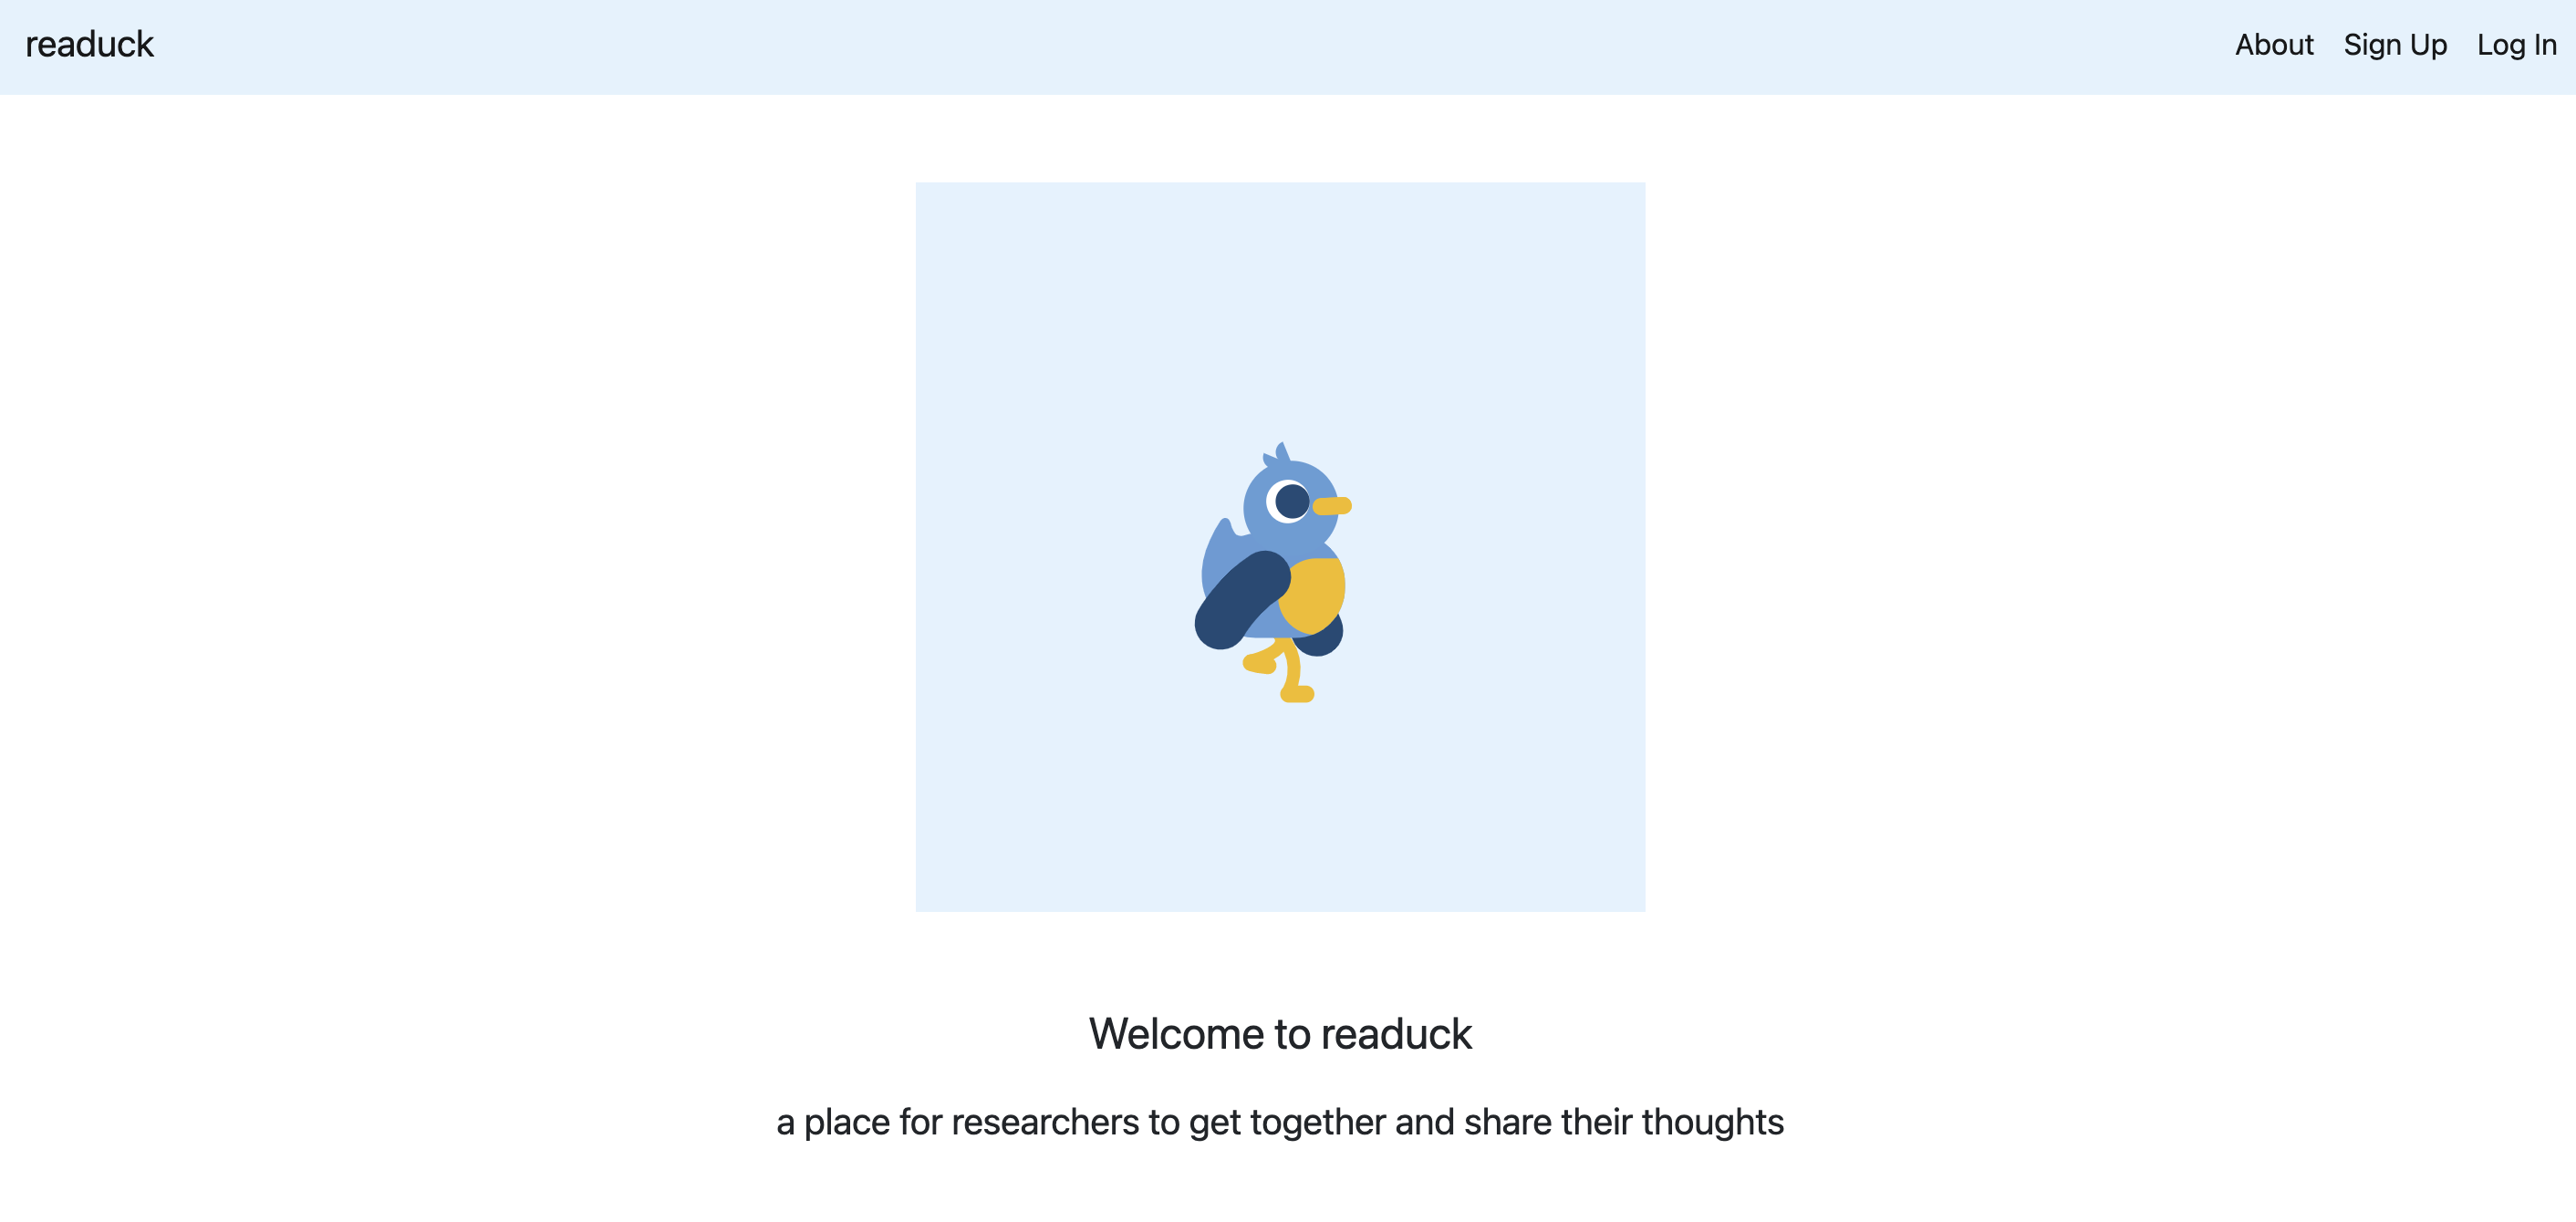 readuck
About
Sign Up
Log In
Welcome to readuck
a place for researchers to get together and share their thoughts